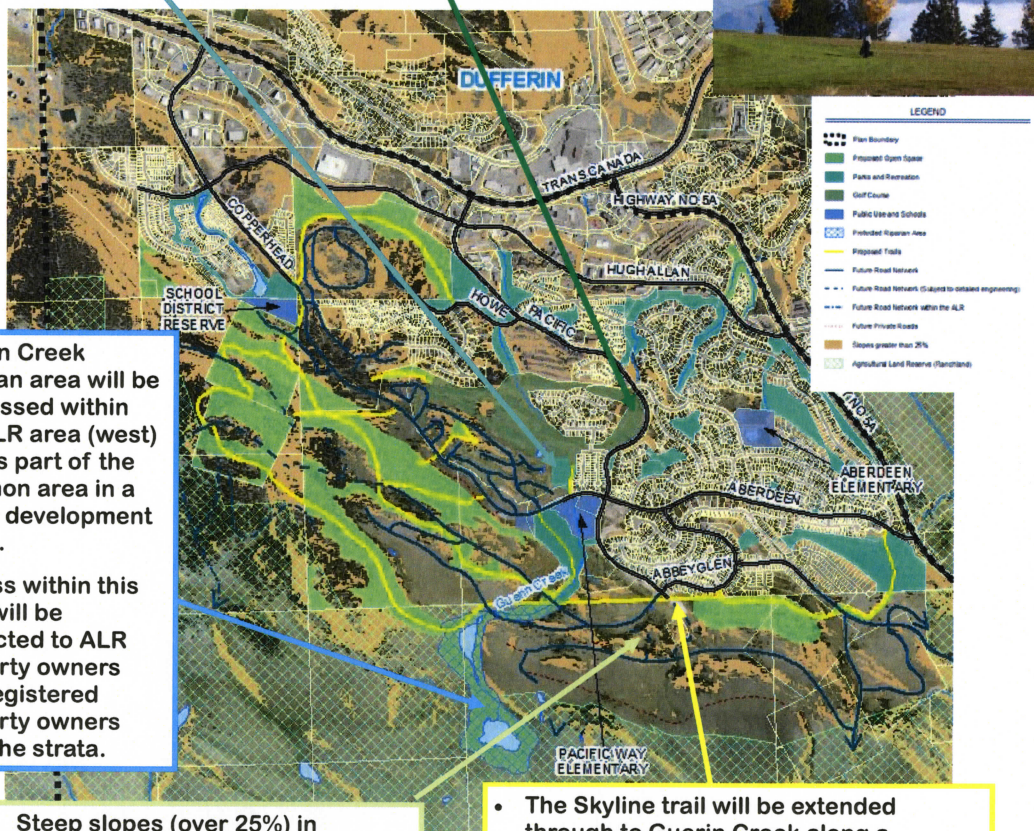 DUFFERIN
TRANS CANADA
HIGHWAY NO. 5A
COPPERHEAD
HUGH ALLAN
HOWE
PACIFIC
SCHOOL
DISTRICT
RESERVE
NO. 5A
ABERDEEN
ELEMENTARY
ABERDEEN
ABBEYGLEN
Guerin Creek
PACIFIC WAY
ELEMENTARY
LEGEND
Plan Boundary
Proposed Open Space
Parks and Recreation
Golf Course
Public Use and Schools
Protected Riparian Area
Proposed Trails
Future Road Network
Future Road Network (Subject to detailed engineering)
Future Road Network within the ALR
Future Private Roads
Slopes greater than 25%
Agricultural Land Reserve (Ranchland)
n Creek
an area will be
ssed within
LR area (west)
s part of the
non area in a
development
.
ss within this
will be
cted to ALR
rty owners
egistered
rty owners
he strata.
Steep slopes (over 25%) in
• The Skyline trail will be extended
through to Guerin Creek along a